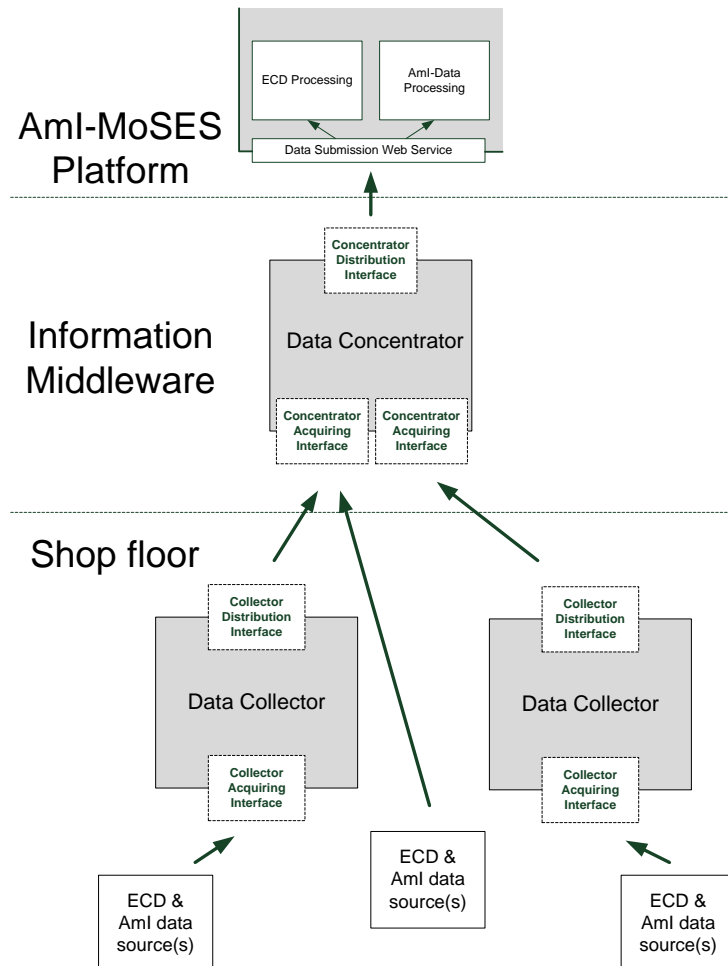 ECD Processing
AmI-Data
Processing
AmI-MoSES
Platform
Data Submission Web Service
Concentrator
Distribution
Interface
Information
Middleware
Data Concentrator
Concentrator
Acquiring
Interface
Concentrator
Acquiring
Interface
Shop floor
Collector
Distribution
Interface
Data Collector
Collector
Acquiring
Interface
Collector
Distribution
Interface
Data Collector
Collector
Acquiring
Interface
ECD &
AmI data
source(s)
ECD &
AmI data
source(s)
ECD &
AmI data
source(s)